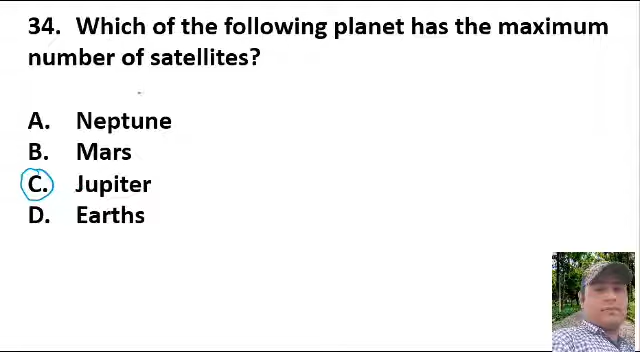 34. Which of the following planet has the maximum
number of satellites?
A. Neptune
B. Mars
C. Jupiter
D. Earths